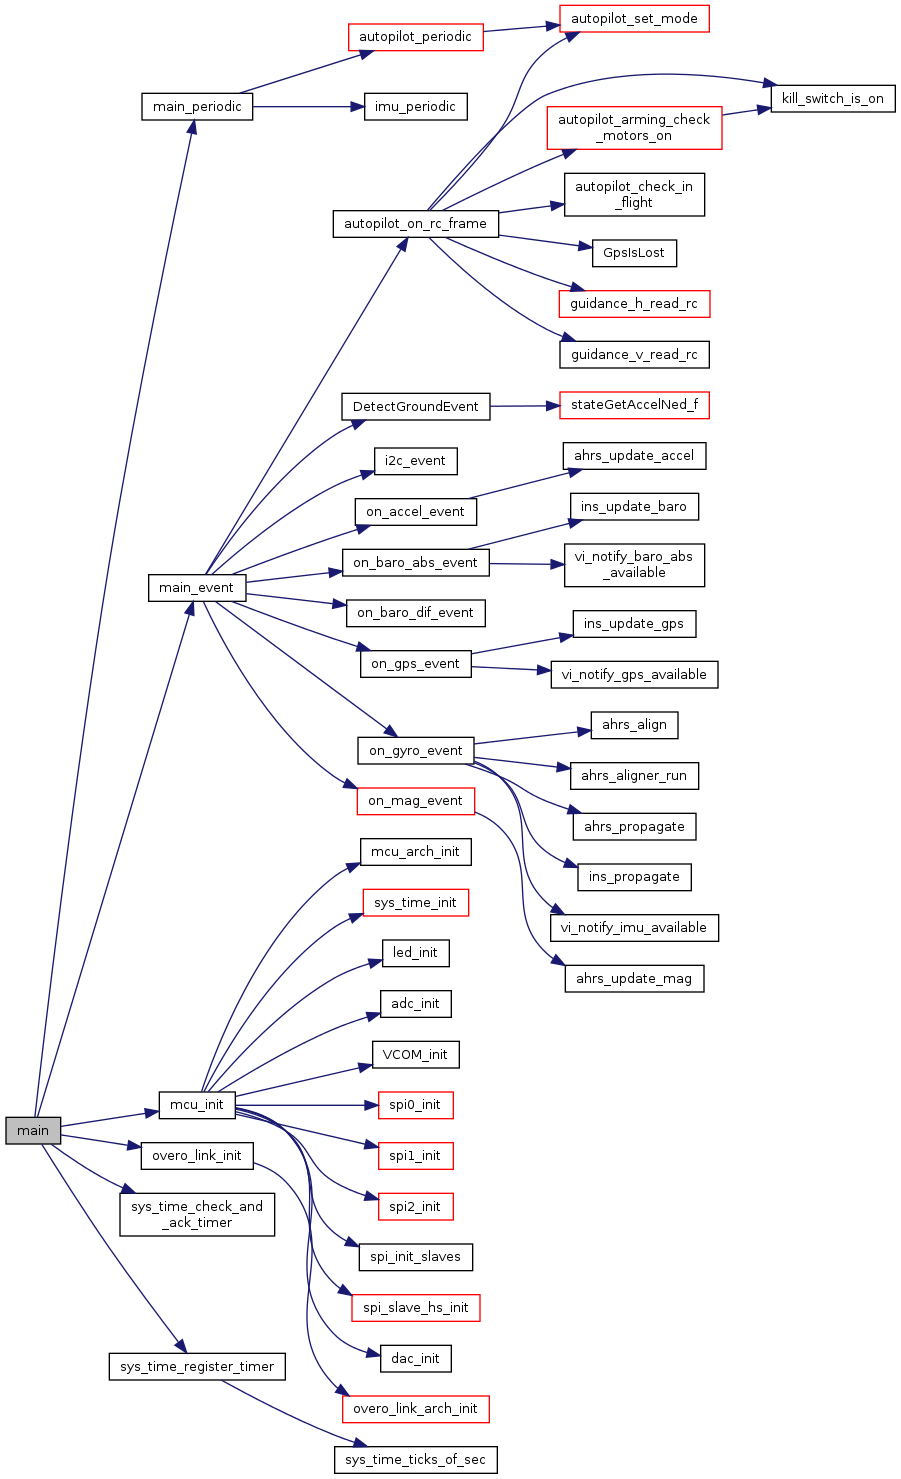 autopilot_set_mode
autopilot_periodic
kill_switch_is_on
main_periodic
imu_periodic
autopilot_arming_check
_motors_on
autopilot_check_in
_flight
autopilot_on_rc_frame
GpsIsLost
guidance_h_read_rc
guidance_v_read_rc
DetectGroundEvent
stateGetAccelNed_f
i2c_event
ahrs_update_accel
on_accel_event
ins_update_baro
on_baro_abs_event
vi_notify_baro_abs
_available
main_event
on_baro_dif_event
ins_update_gps
on_gps_event
vi_notify_gps_available
ahrs_align
on_gyro_event
ahrs_aligner_run
on_mag_event
ahrs_propagate
mcu_arch_init
ins_propagate
sys_time_init
vi_notify_imu_available
led_init
ahrs_update_mag
adc_init
VCOM_init
mcu_init
spi0_init
main
overo_link_init
spi1_init
sys_time_check_and
_ack_timer
spi2_init
spi_init_slaves
spi_slave_hs_init
dac_init
sys_time_register_timer
overo_link_arch_init
sys_time_ticks_of_sec